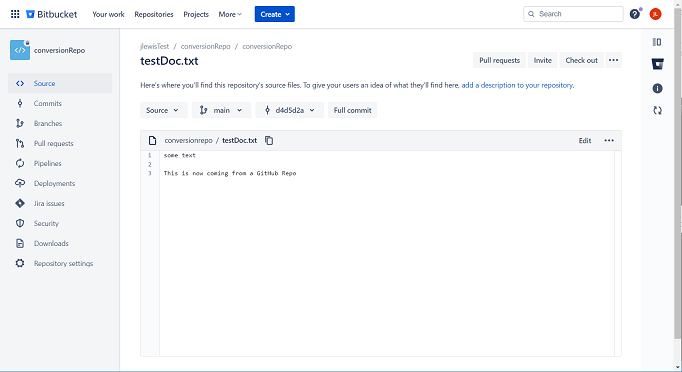 Bitbucket Your work Repositories Projects More Create Search ? JL
conversionRepo
Source
Commits
Branches
Pull requests
Pipelines
Deployments
Jira issues
Security
Downloads
Repository settings
jlewisTest / conversionRepo / conversionRepo
testDoc.txt
Pull requests Invite Check out
Here's where you'll find this repository's source files. To give your users an idea of what they'll find here, add a description to your repository.
Source main d4d5d2a Full commit
conversionrepo / testDoc.txt Edit
1 some text
2
3 This is now coming from a GitHub Repo